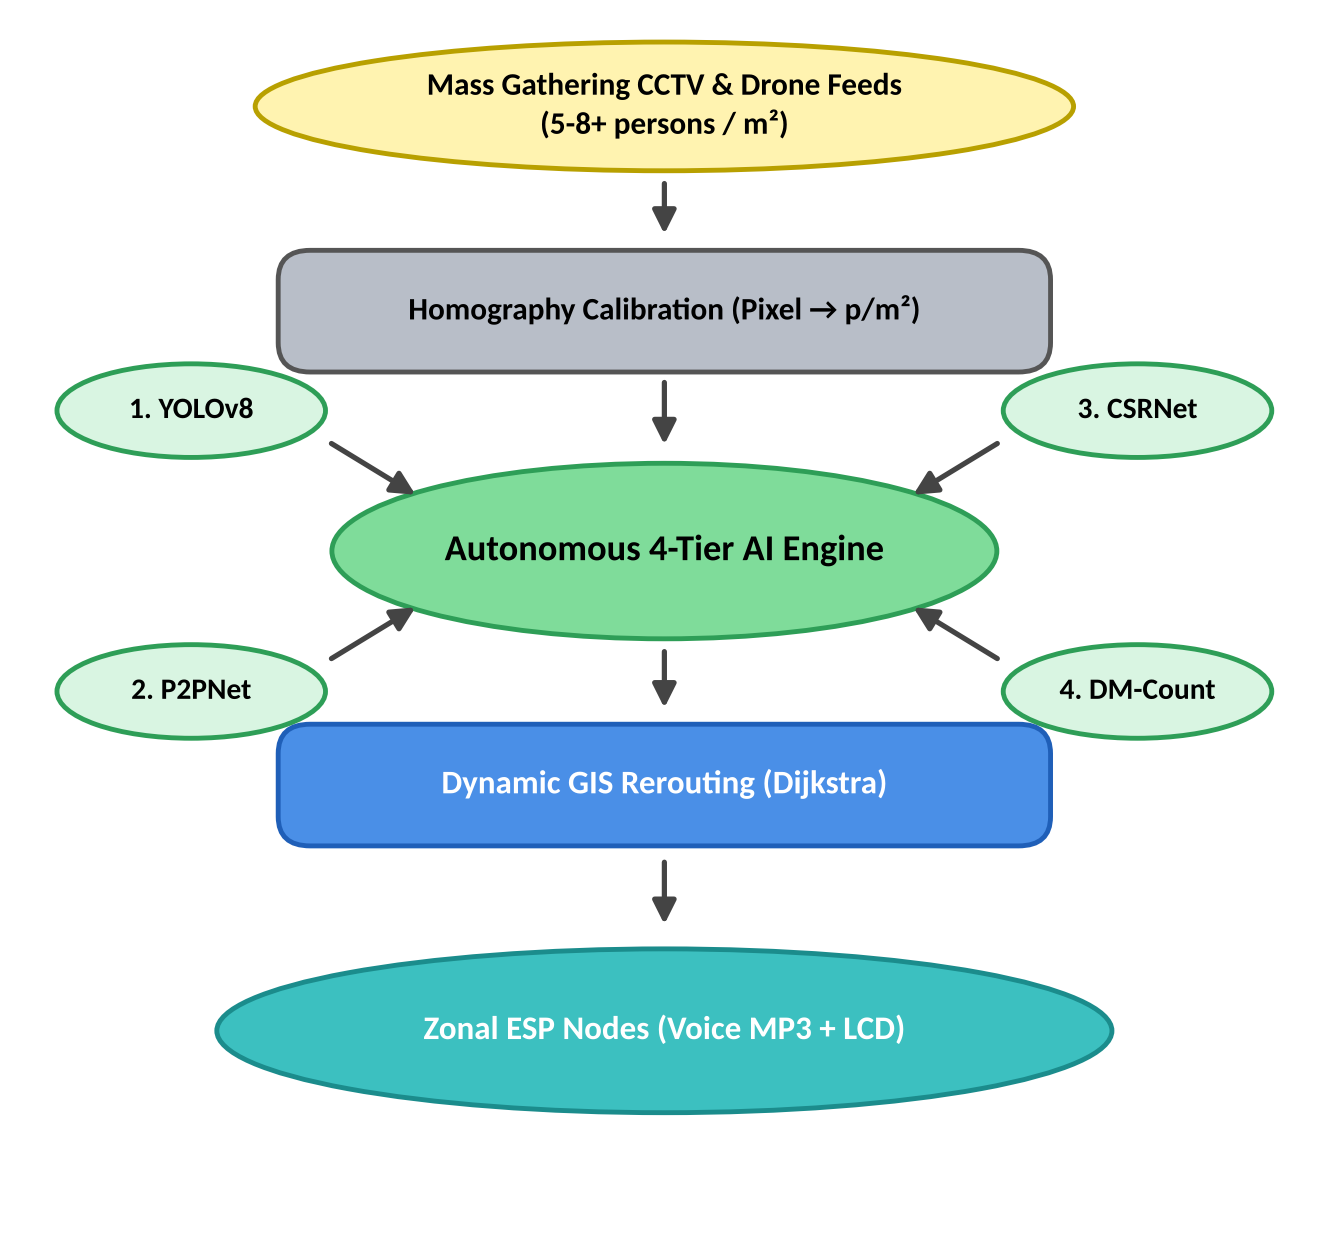 Mass Gathering CCTV & Drone Feeds
(5-8+ persons / m²)
Homography Calibration (Pixel → p/m²)
1. YOLOv8
3. CSRNet
Autonomous 4-Tier AI Engine
2. P2PNet
4. DM-Count
Dynamic GIS Rerouting (Dijkstra)
Zonal ESP Nodes (Voice MP3 + LCD)